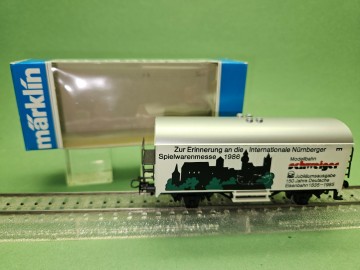 märklin
Zur Erinnerung an die Internationale Nürnberger
Spielwarenmesse 1986
Modellbahn
schweiger
Jubiläumsausgabe
150 Jahre Deutsche
Eisenbahn 1835-1985